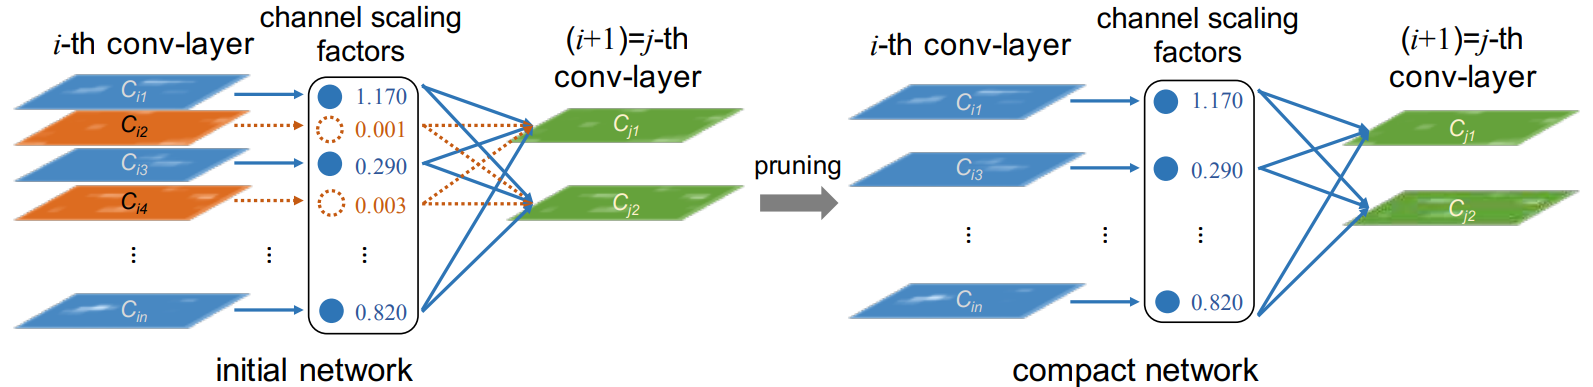 i-th conv-layer
channel scaling
factors
(i+1)=j-th
conv-layer
Ci1
1.170
Ci2
0.001
Ci3
0.290
Ci4
0.003
...
...
...
Cin
0.820
Cj1
Cj2
initial network
pruning
i-th conv-layer
channel scaling
factors
(i+1)=j-th
conv-layer
Ci1
1.170
Ci3
0.290
...
...
...
Cin
0.820
Cj1
Cj2
compact network